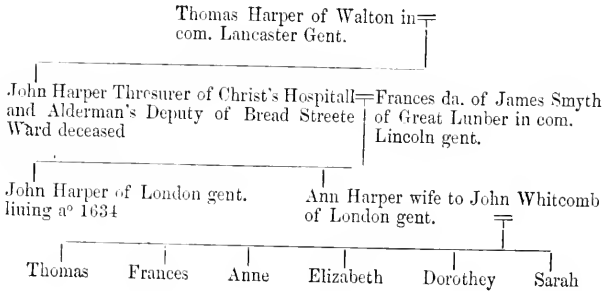 Thomas Harper of Walton in
com. Lancaster Gent.
John Harper Thresurer of Christ's Hospitall
and Alderman's Deputy of Bread Streete
Ward deceased
Frances da. of James Smyth
of Great Lunber in com.
Lincoln gent.
John Harper of London gent.
liuing aº 1634
Ann Harper wife to John Whitcomb
of London gent.
Thomas Frances Anne Elizabeth Dorothey Sarah